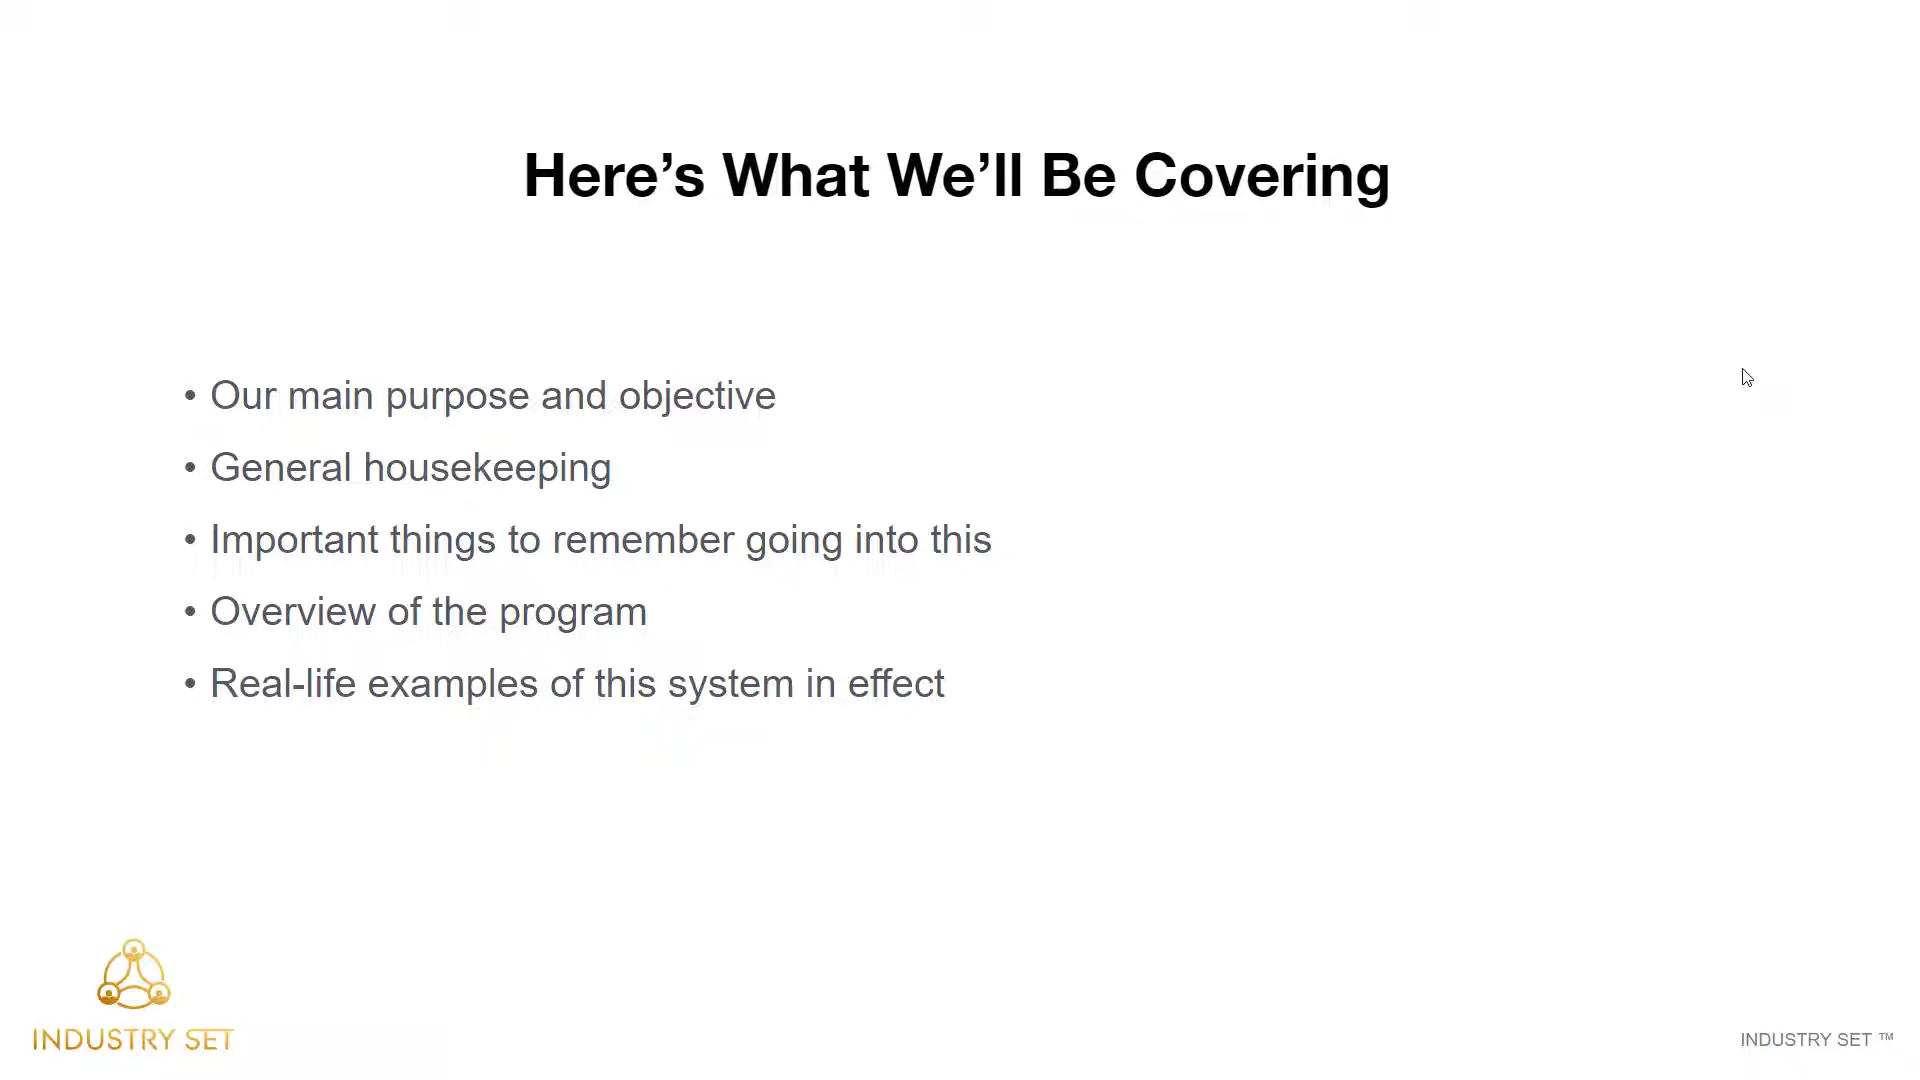 Here’s What We’ll Be Covering
• Our main purpose and objective
• General housekeeping
• Important things to remember going into this
• Overview of the program
• Real-life examples of this system in effect
INDUSTRY SET
INDUSTRY SET ™